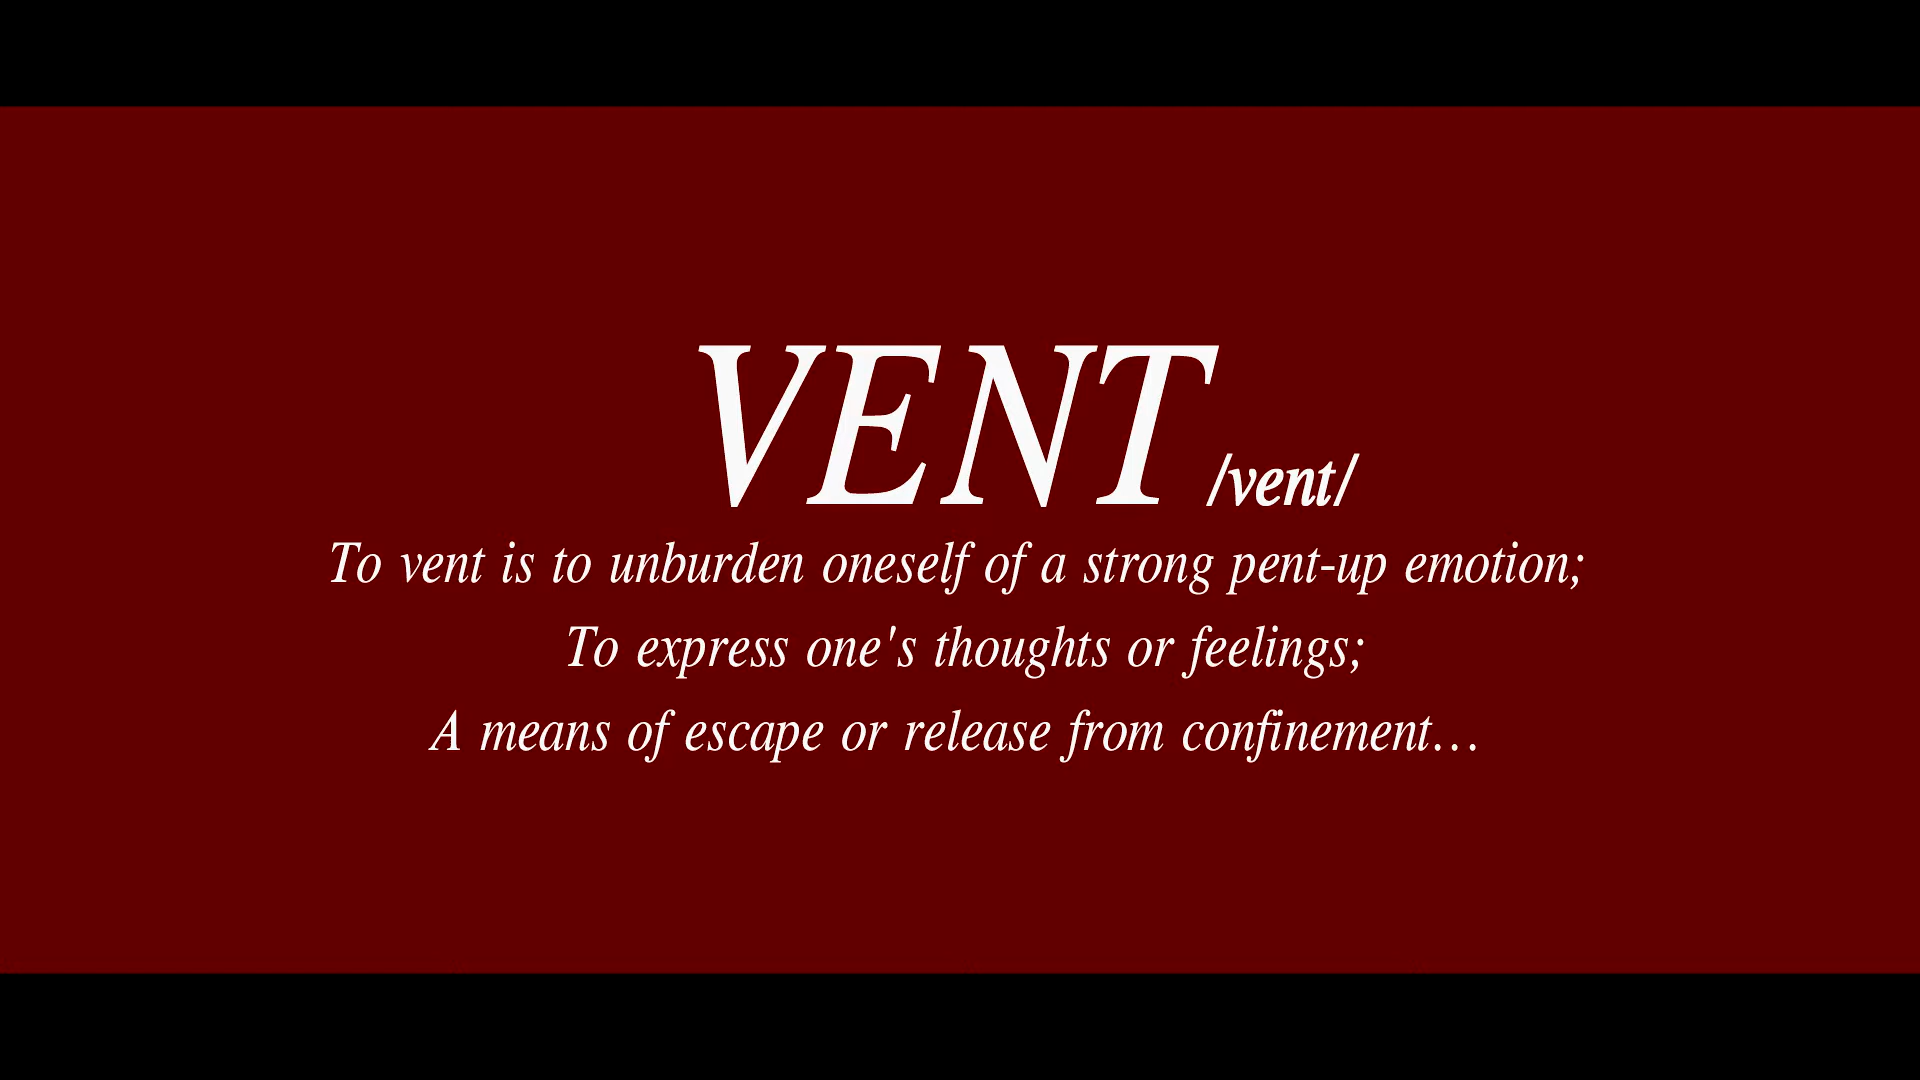 VENT /vent/
To vent is to unburden oneself of a strong pent-up emotion;
To express one's thoughts or feelings;
A means of escape or release from confinement...